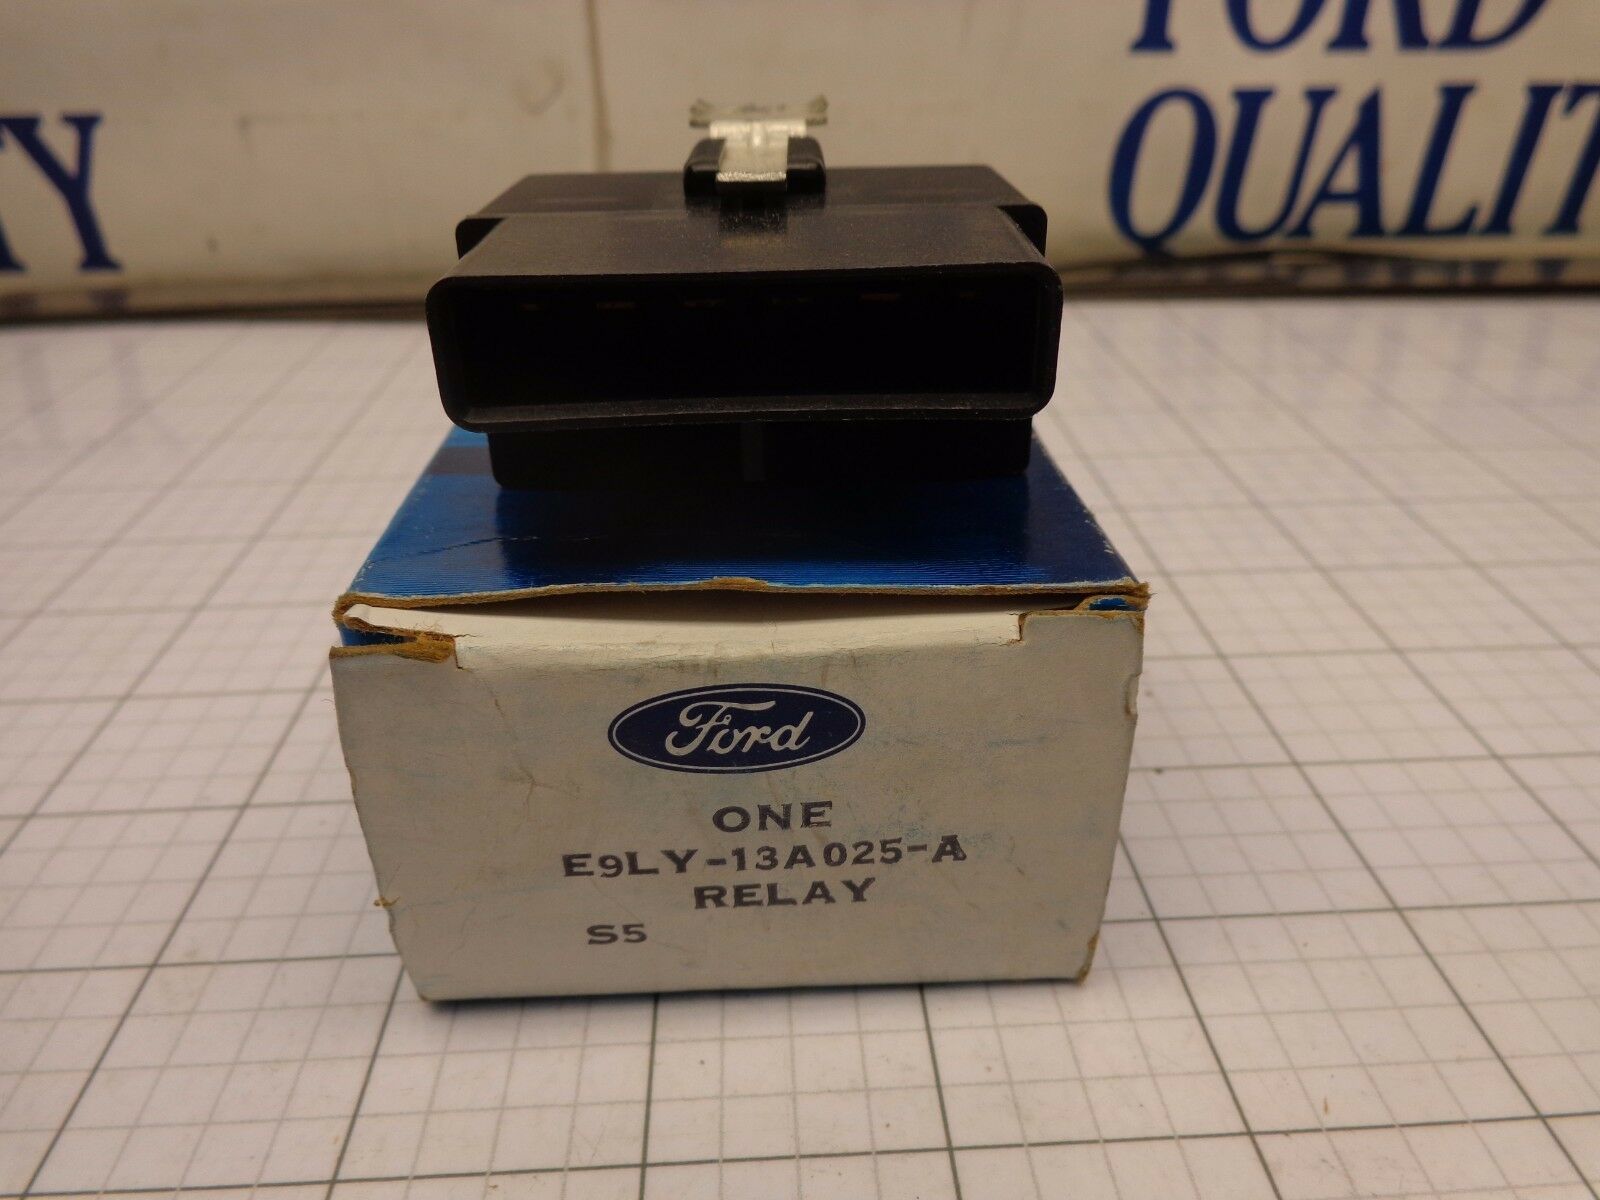 FORD
QUALIT
TY
Ford
ONE
E9LY-13A025-A
RELAY
S5